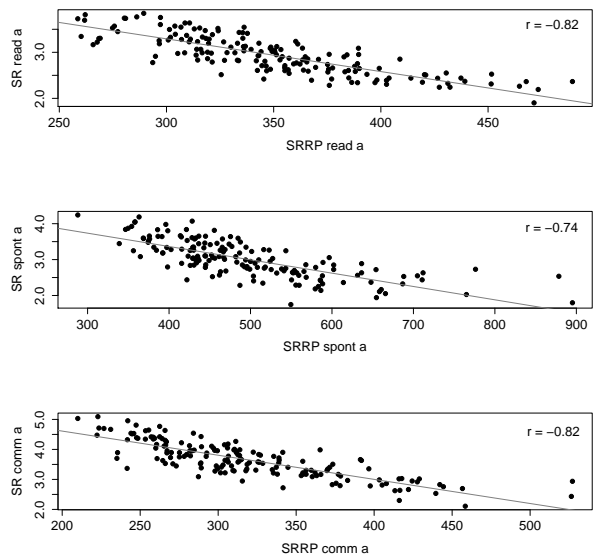 SR read a
3.0
2.0
r = −0.82
250 300 350 400 450
SRRP read a
SR spont a
4.0
3.0
2.0
r = −0.74
300 400 500 600 700 800 900
SRRP spont a
SR comm a
5.0
4.0
3.0
2.0
r = −0.82
200 250 300 350 400 450 500
SRRP comm a